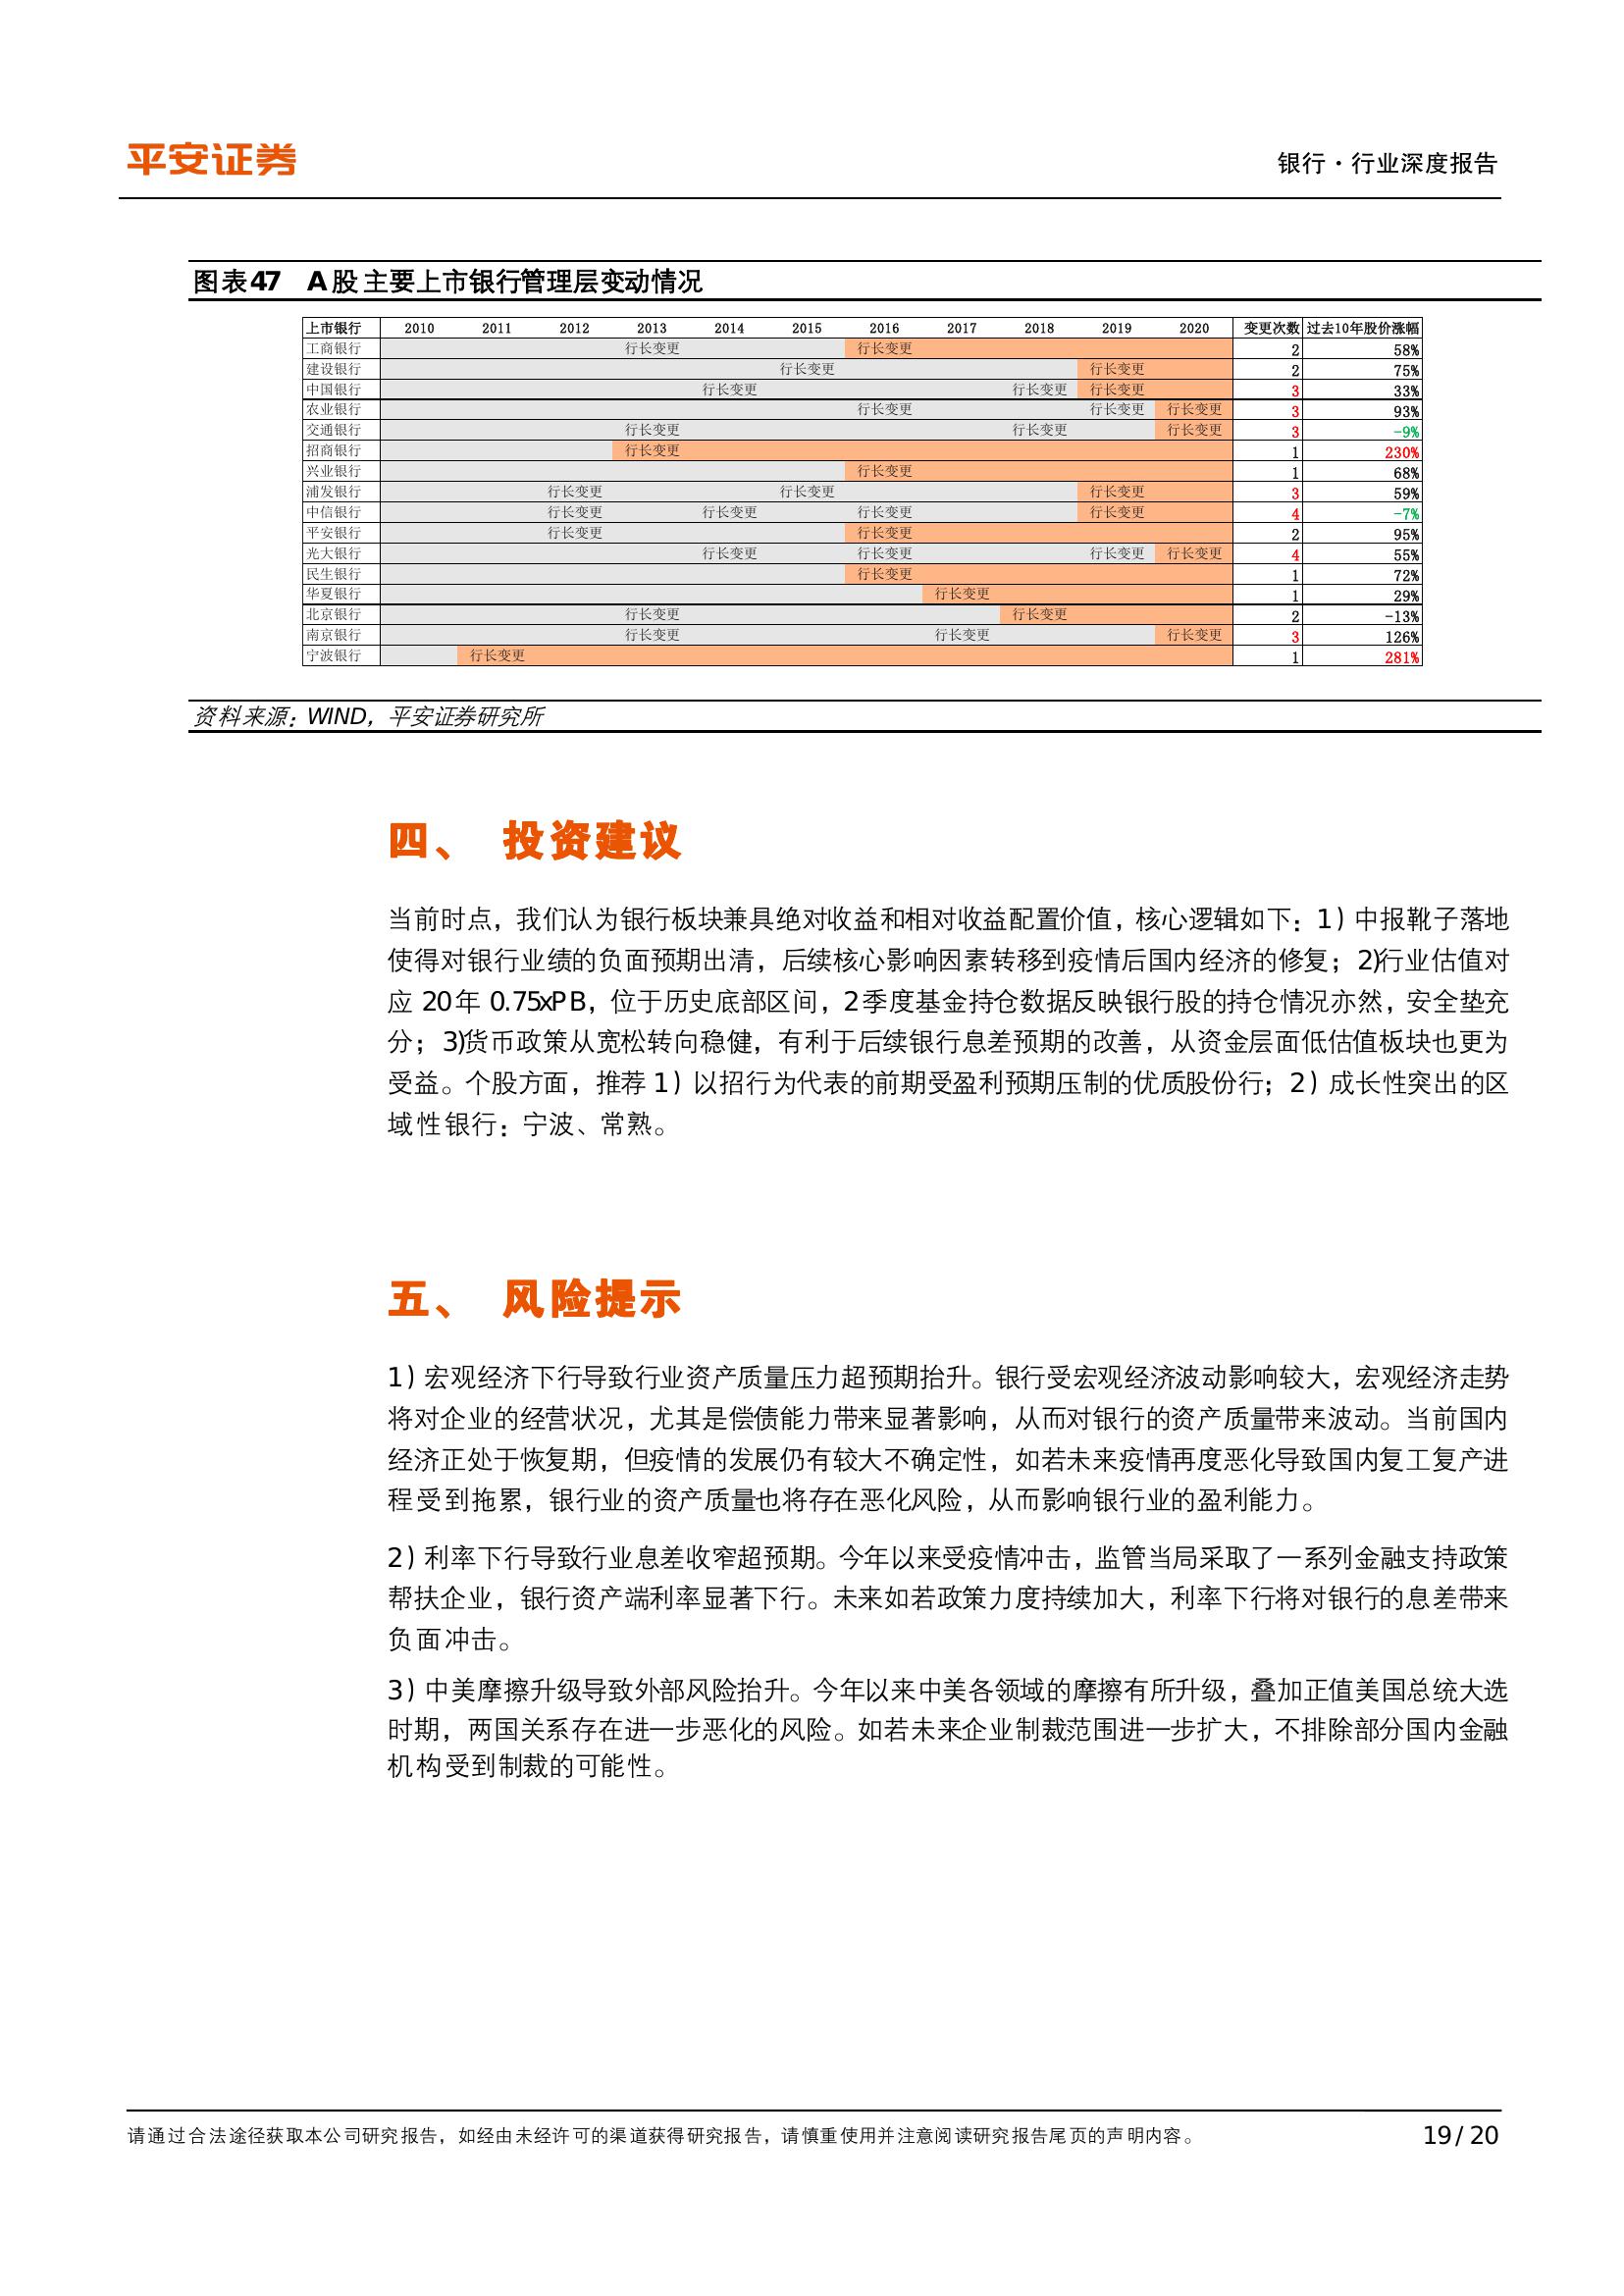 平安证券
银行·行业深度报告
图表47 A股主要上市银行管理层变动情况
上市银行 2010 2011 2012 2013 2014 2015 2016 2017 2018 2019 2020 变更次数 过去10年股价涨幅
工商银行 行长变更 行长变更 2 58%
建设银行 行长变更 行长变更 2 75%
中国银行 行长变更 行长变更 行长变更 3 33%
农业银行 行长变更 行长变更 行长变更 3 93%
交通银行 行长变更 行长变更 行长变更 3 -9%
招商银行 行长变更 1 230%
兴业银行 行长变更 1 68%
浦发银行 行长变更 行长变更 行长变更 3 59%
中信银行 行长变更 行长变更 行长变更 行长变更 4 -7%
平安银行 行长变更 行长变更 2 95%
光大银行 行长变更 行长变更 行长变更 行长变更 4 55%
民生银行 行长变更 1 72%
华夏银行 行长变更 1 29%
北京银行 行长变更 行长变更 2 -13%
南京银行 行长变更 行长变更 行长变更 3 126%
宁波银行 行长变更 1 281%
资料来源：WIND，平安证券研究所
四、 投资建议
当前时点，我们认为银行板块兼具绝对收益和相对收益配置价值，核心逻辑如下：1）中报靴子落地
使得对银行业绩的负面预期出清，后续核心影响因素转移到疫情后国内经济的修复；2)行业估值对
应 20年 0.75xPB，位于历史底部区间，2季度基金持仓数据反映银行股的持仓情况亦然，安全垫充
分；3)货币政策从宽松转向稳健，有利于后续银行息差预期的改善，从资金层面低估值板块也更为
受益。个股方面，推荐 1）以招行为代表的前期受盈利预期压制的优质股份行；2）成长性突出的区
域性银行：宁波、常熟。
五、 风险提示
1）宏观经济下行导致行业资产质量压力超预期抬升。银行受宏观经济波动影响较大，宏观经济走势
将对企业的经营状况，尤其是偿债能力带来显著影响，从而对银行的资产质量带来波动。当前国内
经济正处于恢复期，但疫情的发展仍有较大不确定性，如若未来疫情再度恶化导致国内复工复产进
程受到拖累，银行业的资产质量也将存在恶化风险，从而影响银行业的盈利能力。
2）利率下行导致行业息差收窄超预期。今年以来受疫情冲击，监管当局采取了一系列金融支持政策
帮扶企业，银行资产端利率显著下行。未来如若政策力度持续加大，利率下行将对银行的息差带来
负面冲击。
3）中美摩擦升级导致外部风险抬升。今年以来中美各领域的摩擦有所升级，叠加正值美国总统大选
时期，两国关系存在进一步恶化的风险。如若未来企业制裁范围进一步扩大，不排除部分国内金融
机构受到制裁的可能性。
请通过合法途径获取本公司研究报告，如经由未经许可的渠道获得研究报告，请慎重使用并注意阅读研究报告尾页的声明内容。
19 / 20